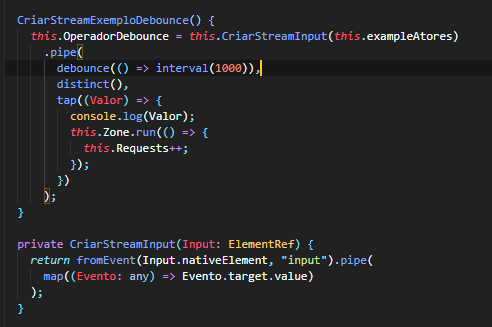 CriarStreamExemploDebounce() {
this.OperadorDebounce = this.CriarStreamInput(this.exampleAtores)
.pipe(
debounce(() => interval(1000)),
distinct(),
tap((Valor) => {
console.log(Valor);
this.Zone.run(() => {
this.Requests++;
});
})
);
}
private CriarStreamInput(Input: ElementRef) {
return fromEvent(Input.nativeElement, "input").pipe(
map((Evento: any) => Evento.target.value)
);
}